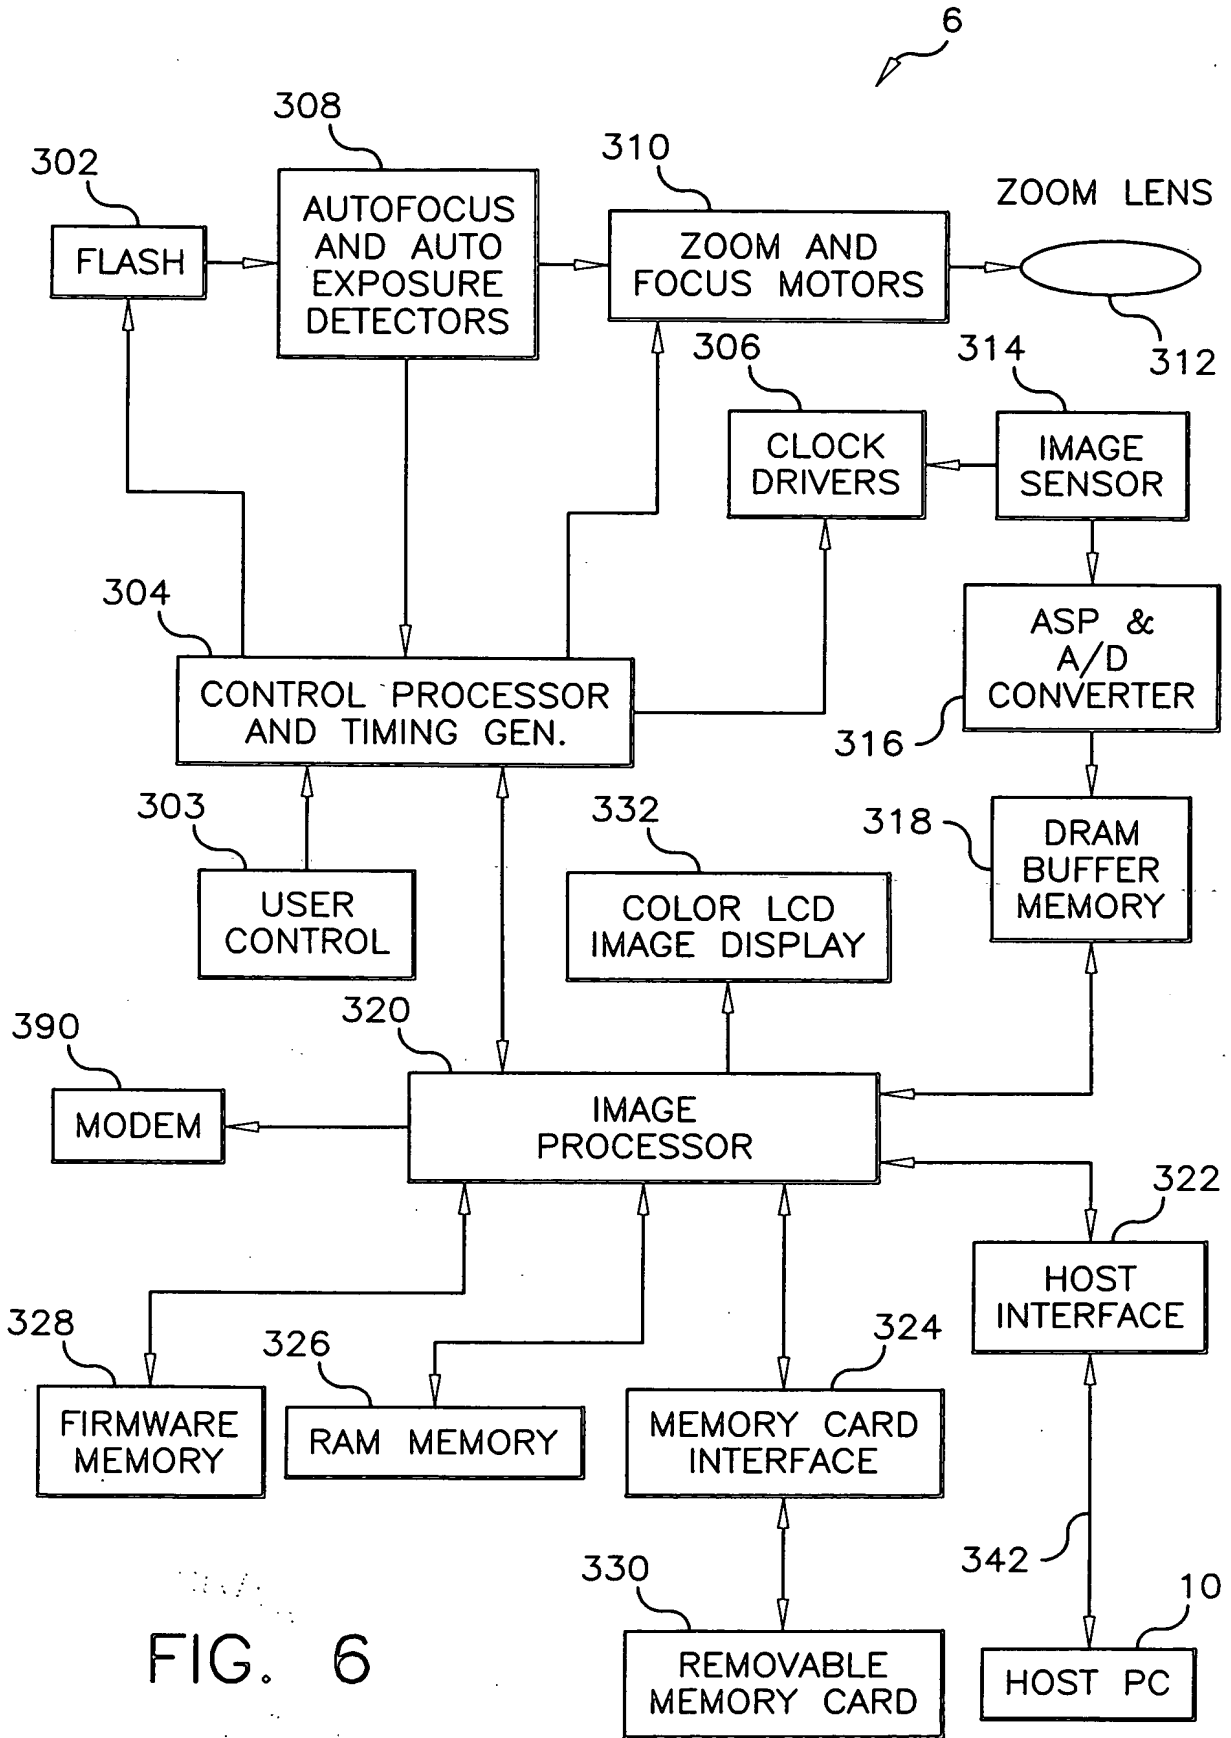 6
308
302
310
AUTOFOCUS
AND AUTO
EXPOSURE
DETECTORS
ZOOM LENS
FLASH
ZOOM AND
FOCUS MOTORS
306
314
312
CLOCK
DRIVERS
IMAGE
SENSOR
304
ASP &
A/D
CONVERTER
CONTROL PROCESSOR
AND TIMING GEN.
316
303
332
318
DRAM
BUFFER
MEMORY
USER
CONTROL
COLOR LCD
IMAGE DISPLAY
390
320
MODEM
IMAGE
PROCESSOR
322
HOST
INTERFACE
328
326
324
FIRMWARE
MEMORY
RAM MEMORY
MEMORY CARD
INTERFACE
342
330
10
REMOVABLE
MEMORY CARD
HOST PC
FIG. 6